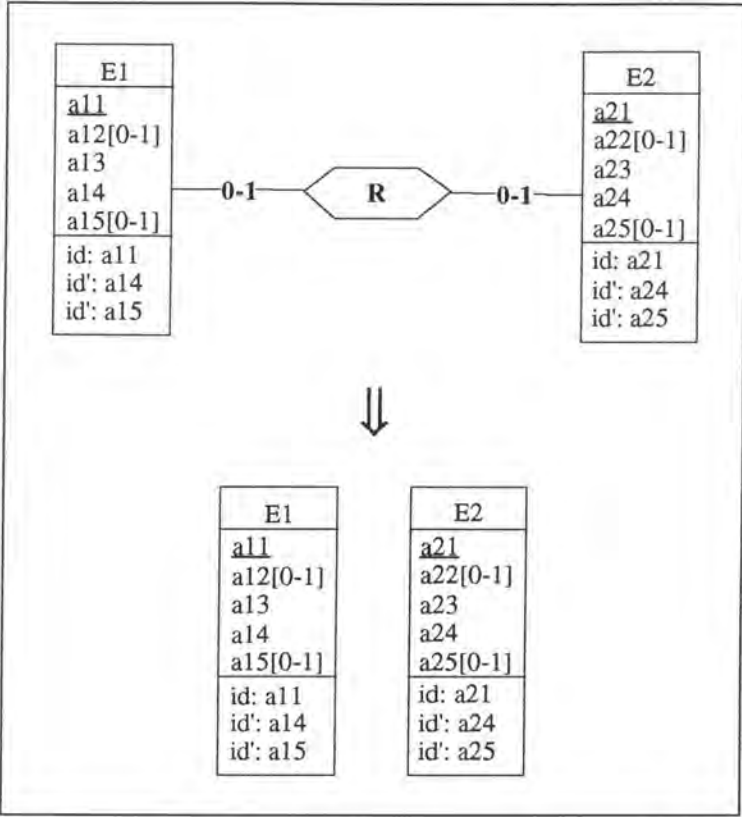 E1
a11
a12[0-1]
a13
a14
a15[0-1]
id: a11
id': a14
id': a15
0-1
R
0-1
E2
a21
a22[0-1]
a23
a24
a25[0-1]
id: a21
id': a24
id': a25
⇓
E1
a11
a12[0-1]
a13
a14
a15[0-1]
id: a11
id': a14
id': a15
E2
a21
a22[0-1]
a23
a24
a25[0-1]
id: a21
id': a24
id': a25